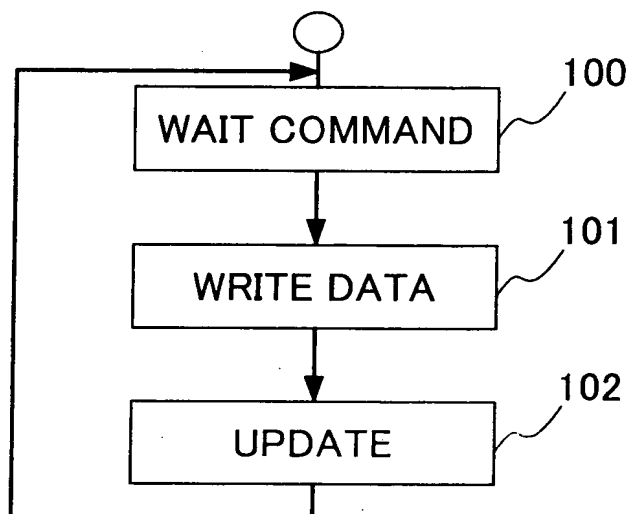 100
WAIT COMMAND
101
WRITE DATA
102
UPDATE